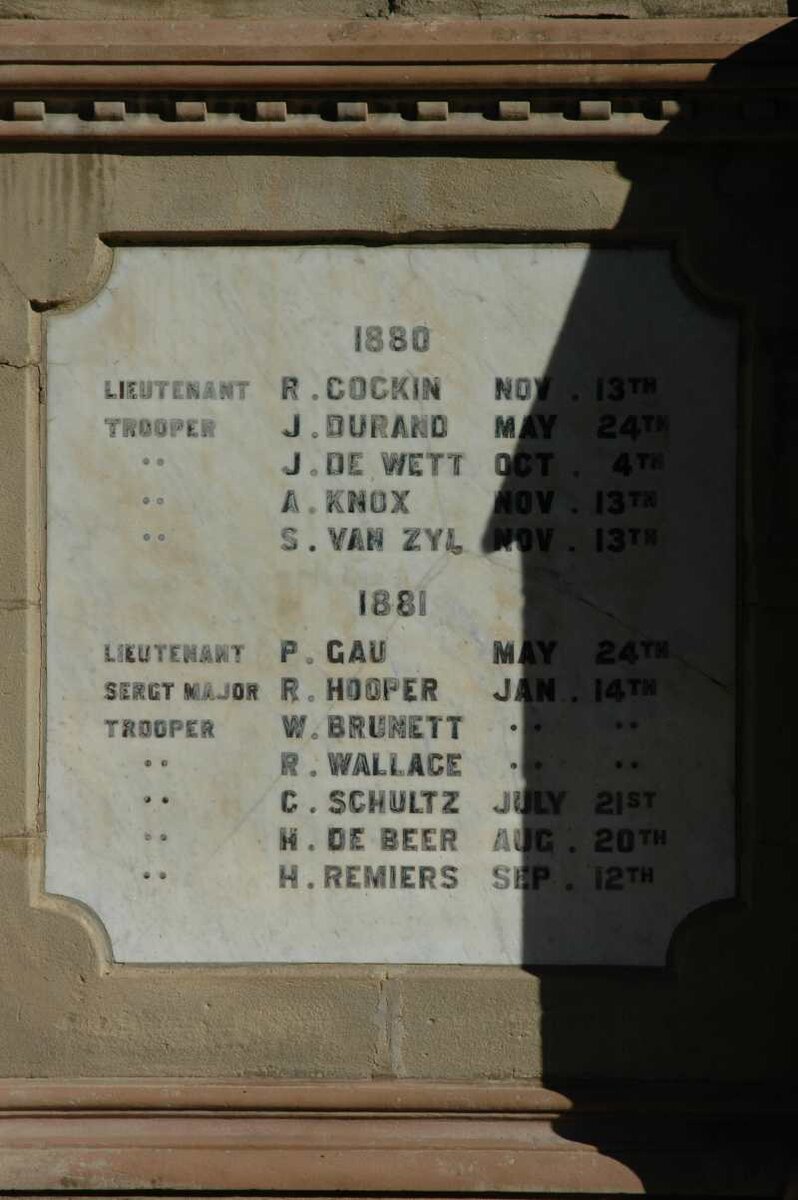 1880
LIEUTENANT R. COCKIN NOV. 13TH
TROOPER J. DURAND MAY 24TH
" J. DE WETT OCT. 4TH
" A. KNOX NOV. 13TH
" S. VAN ZYL NOV. 13TH
1881
LIEUTENANT P. GAU MAY 24TH
SERGT MAJOR R. HOOPER JAN. 14TH
TROOPER W. BRUNETT " "
" R. WALLACE " "
" C. SCHULTZ JULY 21ST
" H. DE BEER AUG. 20TH
" H. REMIERS SEP. 12TH